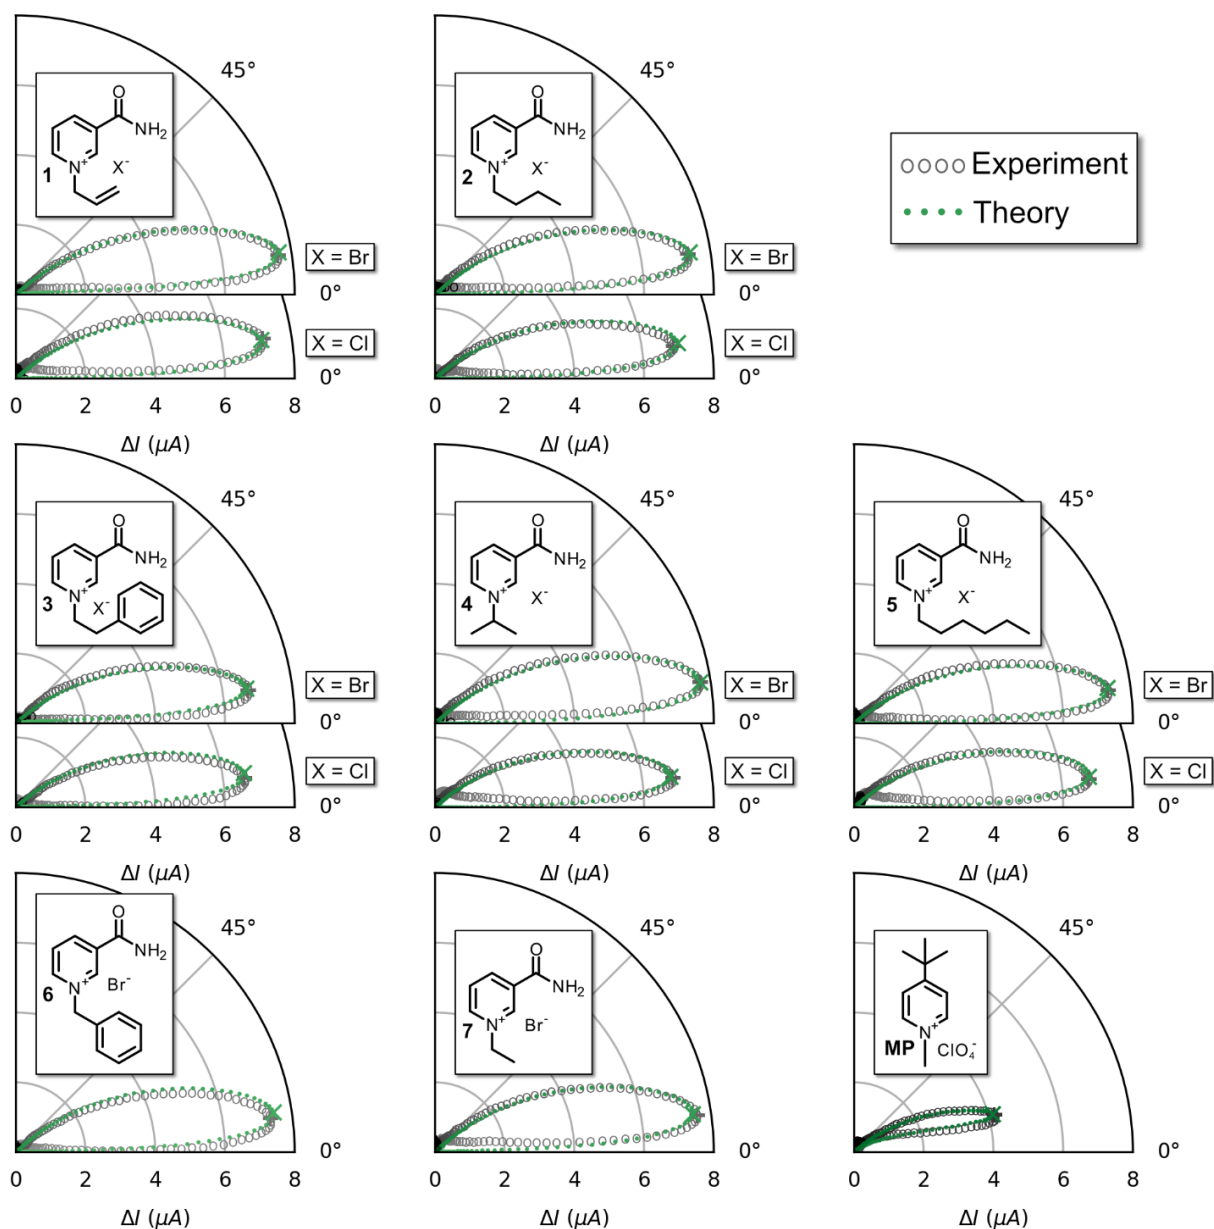 45°
O
NH₂
N⁺
X⁻
1
X = Br
0°
X = Cl
0°
0 2 4 6 8
ΔI (μA)
45°
O
NH₂
N⁺
X⁻
2
X = Br
0°
X = Cl
0°
0 2 4 6 8
ΔI (μA)
Experiment
Theory
45°
O
NH₂
N⁺
X⁻
3
X = Br
0°
X = Cl
0°
0 2 4 6 8
ΔI (μA)
45°
O
NH₂
N⁺
X⁻
4
X = Br
0°
X = Cl
0°
0 2 4 6 8
ΔI (μA)
O
NH₂
N⁺
X⁻
5
X = Br
0°
X = Cl
0°
0 2 4 6 8
ΔI (μA)
45°
O
NH₂
N⁺
Br⁻
6
0°
0 2 4 6 8
ΔI (μA)
45°
O
NH₂
N⁺
Br⁻
7
0°
0 2 4 6 8
ΔI (μA)
45°
N⁺
MP
ClO₄⁻
0°
0 2 4 6 8
ΔI (μA)